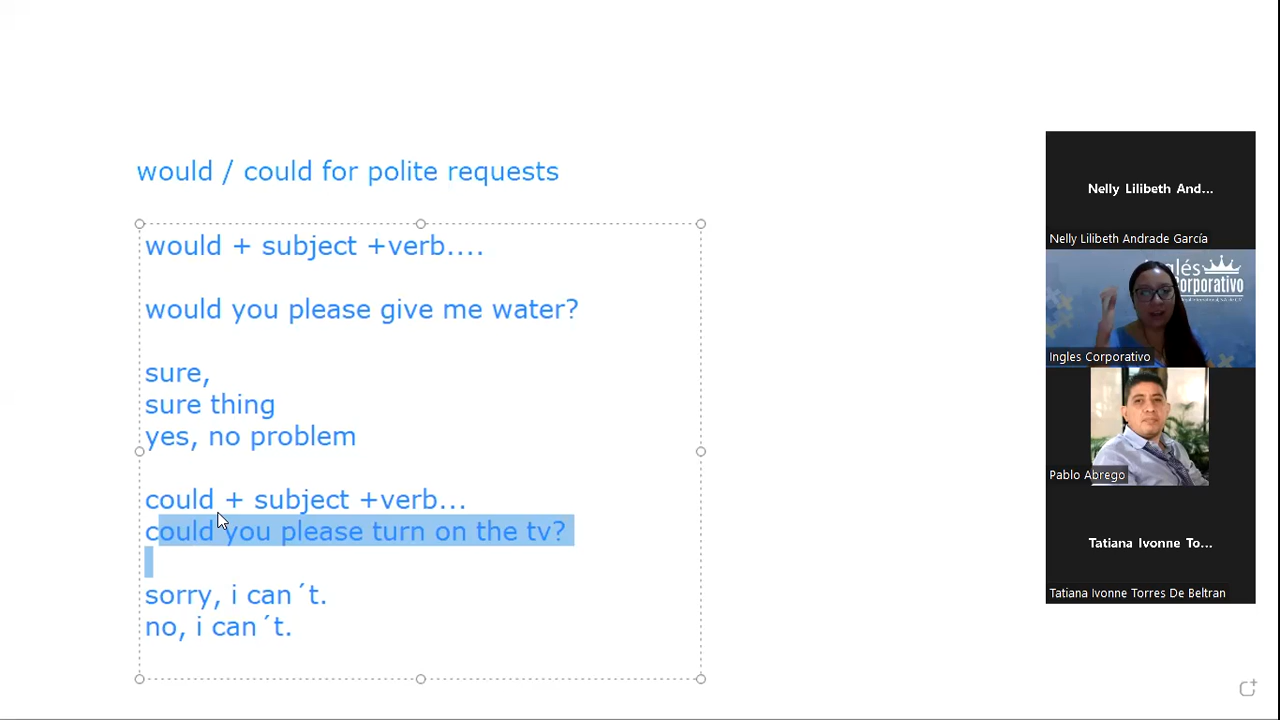 would / could for polite requests
would + subject +verb....
would you please give me water?
sure,
sure thing
yes, no problem
could + subject +verb...
could you please turn on the tv?
sorry, i can´t.
no, i can´t.
Nelly Lilibeth And...
Nelly Lilibeth Andrade García
Inglés
Corporativo
Ingles Corporativo
Pablo Abrego
Tatiana Ivonne To...
Tatiana Ivonne Torres De Beltran